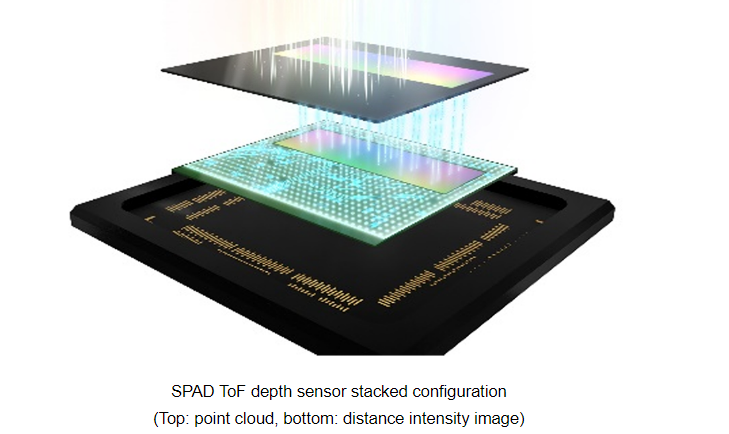 SPAD ToF depth sensor stacked configuration
(Top: point cloud, bottom: distance intensity image)